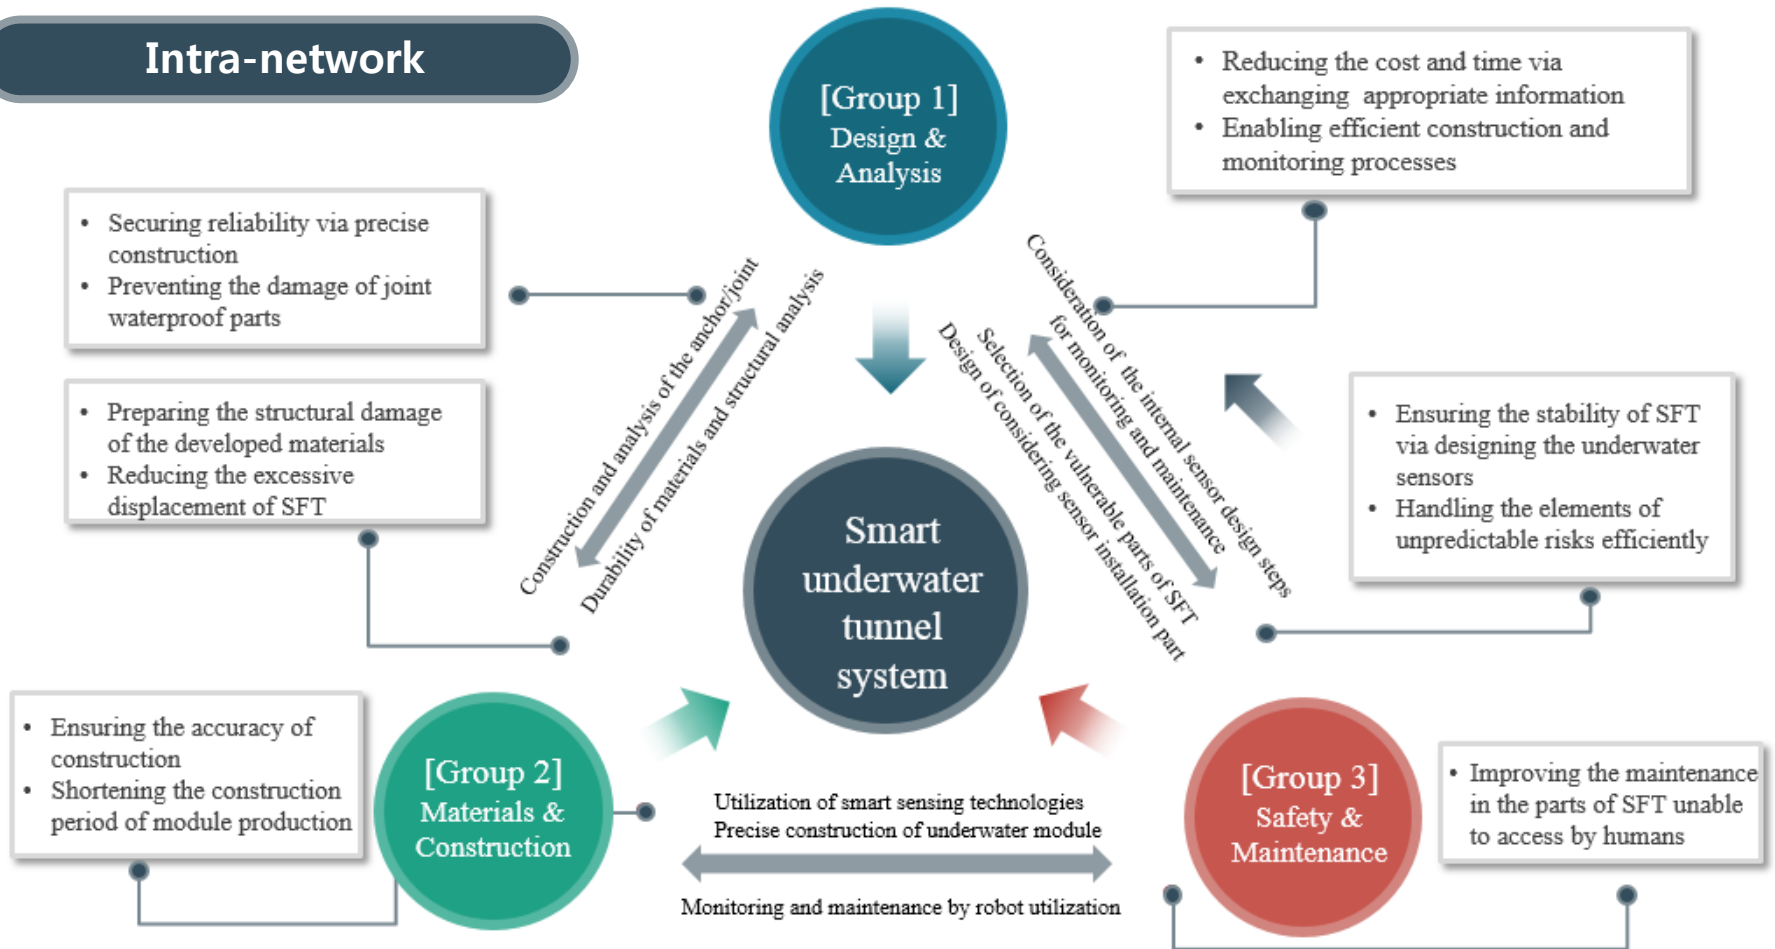 Intra-network
[Group 1]
Design &
Analysis
• Reducing the cost and time via
exchanging appropriate information
• Enabling efficient construction and
monitoring processes
• Securing reliability via precise
construction
• Preventing the damage of joint
waterproof parts
• Preparing the structural damage
of the developed materials
• Reducing the excessive
displacement of SFT
Construction and analysis of the anchor/joint
Durability of materials and structural analysis
Consideration of the internal sensor design steps
for monitoring and maintenance
Selection of the vulnerable parts of SFT
Design of considering sensor installation part
• Ensuring the stability of SFT
via designing the underwater
sensors
• Handling the elements of
unpredictable risks efficiently
Smart
underwater
tunnel
system
• Ensuring the accuracy of
construction
• Shortening the construction
period of module production
[Group 2]
Materials &
Construction
Utilization of smart sensing technologies
Precise construction of underwater module
Monitoring and maintenance by robot utilization
[Group 3]
Safety &
Maintenance
• Improving the maintenance
in the parts of SFT unable
to access by humans